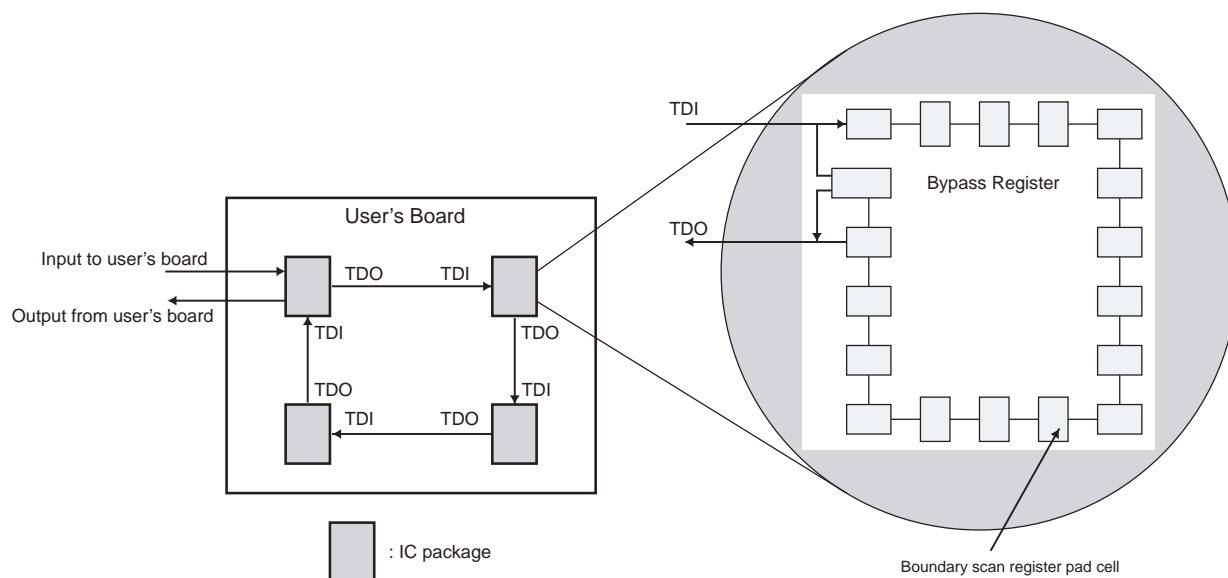 TDI
Bypass Register
TDO
User's Board
Input to user's board
Output from user's board
TDO
TDI
TDI
TDO
TDO
TDI
TDI
TDO
: IC package
Boundary scan register pad cell